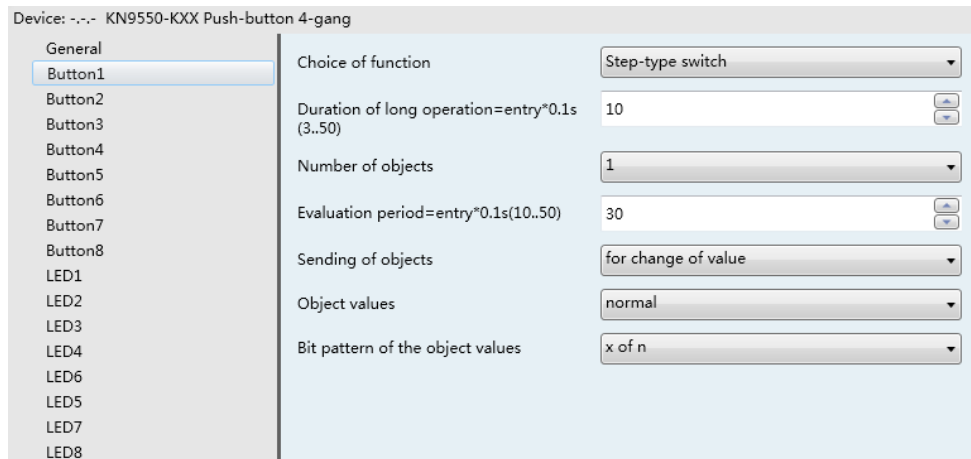 Device: -.-.- KN9550-KXX Push-button 4-gang
General
Button1
Button2
Button3
Button4
Button5
Button6
Button7
Button8
LED1
LED2
LED3
LED4
LED6
LED5
LED7
LED8
Choice of function
Step-type switch
Duration of long operation=entry*0.1s
(3..50)
10
Number of objects
1
Evaluation period=entry*0.1s(10..50)
30
Sending of objects
for change of value
Object values
normal
Bit pattern of the object values
x of n